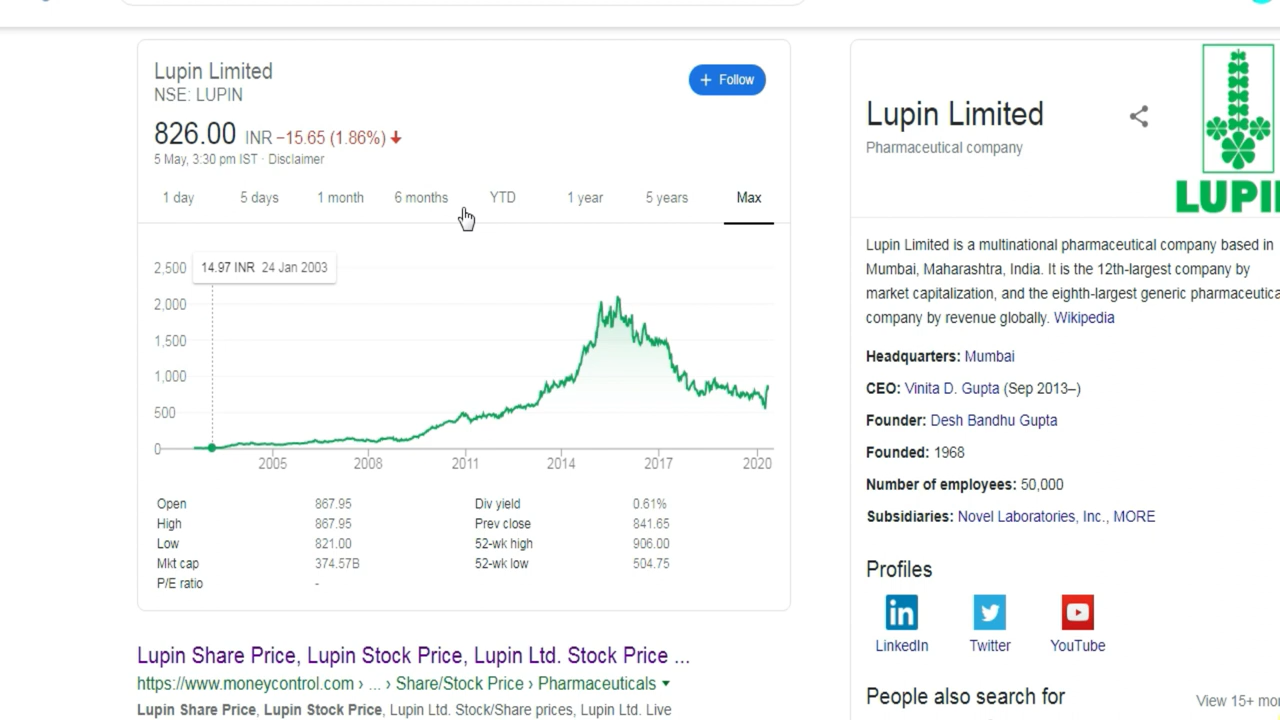 Lupin Limited
NSE: LUPIN
+ Follow
826.00 INR −15.65 (1.86%)
5 May, 3:30 pm IST · Disclaimer
1 day 5 days 1 month 6 months YTD 1 year 5 years Max
14.97 INR 24 Jan 2003
2,500
2,000
1,500
1,000
500
0
2005 2008 2011 2014 2017 2020
Open 867.95 Div yield 0.61%
High 867.95 Prev close 841.65
Low 821.00 52-wk high 906.00
Mkt cap 374.57B 52-wk low 504.75
P/E ratio -
Lupin Share Price, Lupin Stock Price, Lupin Ltd. Stock Price ...
https://www.moneycontrol.com › ... › Share/Stock Price › Pharmaceuticals
Lupin Share Price, Lupin Stock Price, Lupin Ltd. Stock/Share prices, Lupin Ltd. Live
Lupin Limited
Pharmaceutical company
LUPI
Lupin Limited is a multinational pharmaceutical company based in
Mumbai, Maharashtra, India. It is the 12th-largest company by
market capitalization, and the eighth-largest generic pharmaceutica
company by revenue globally. Wikipedia
Headquarters: Mumbai
CEO: Vinita D. Gupta (Sep 2013–)
Founder: Desh Bandhu Gupta
Founded: 1968
Number of employees: 50,000
Subsidiaries: Novel Laboratories, Inc., MORE
Profiles
in
LinkedIn Twitter YouTube
People also search for
View 15+ mo